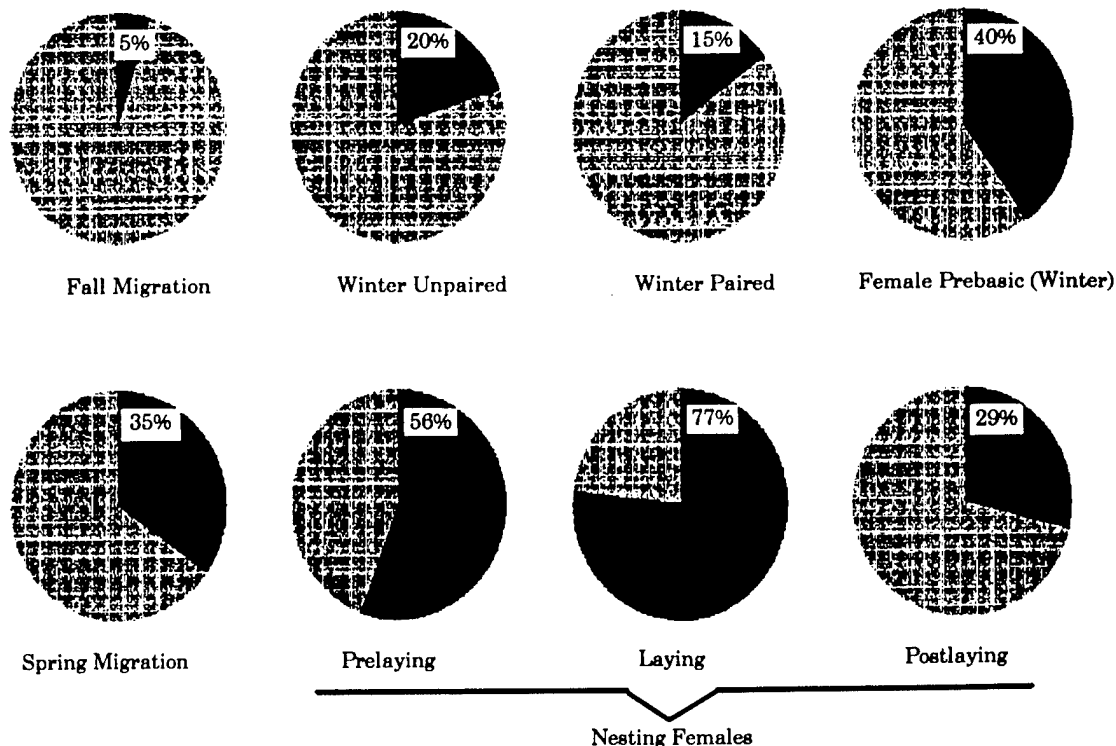 5%
20%
15%
40%
Fall Migration
Winter Unpaired
Winter Paired
Female Prebasic (Winter)
35%
56%
77%
29%
Spring Migration
Prelaying
Laying
Postlaying
Nesting Females